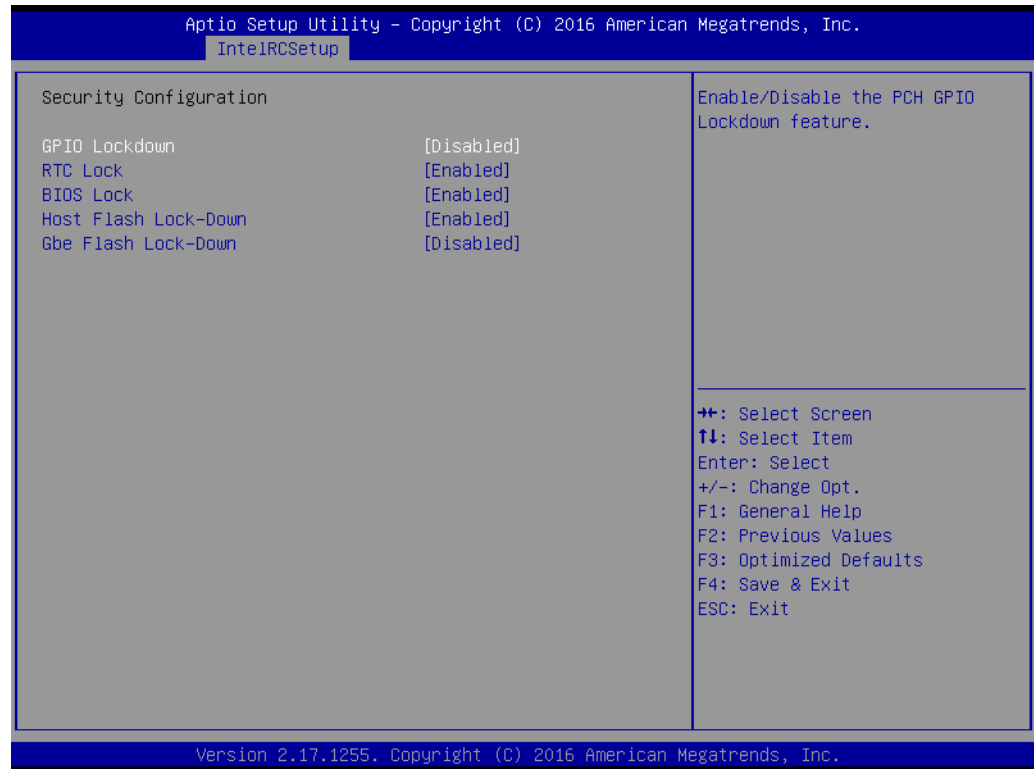 Aptio Setup Utility – Copyright (C) 2016 American Megatrends, Inc.
IntelRCSetup
Security Configuration
GPIO Lockdown [Disabled]
RTC Lock [Enabled]
BIOS Lock [Enabled]
Host Flash Lock-Down [Enabled]
Gbe Flash Lock-Down [Disabled]
Enable/Disable the PCH GPIO
Lockdown feature.
→←: Select Screen
↑↓: Select Item
Enter: Select
+/-: Change Opt.
F1: General Help
F2: Previous Values
F3: Optimized Defaults
F4: Save & Exit
ESC: Exit
Version 2.17.1255. Copyright (C) 2016 American Megatrends, Inc.